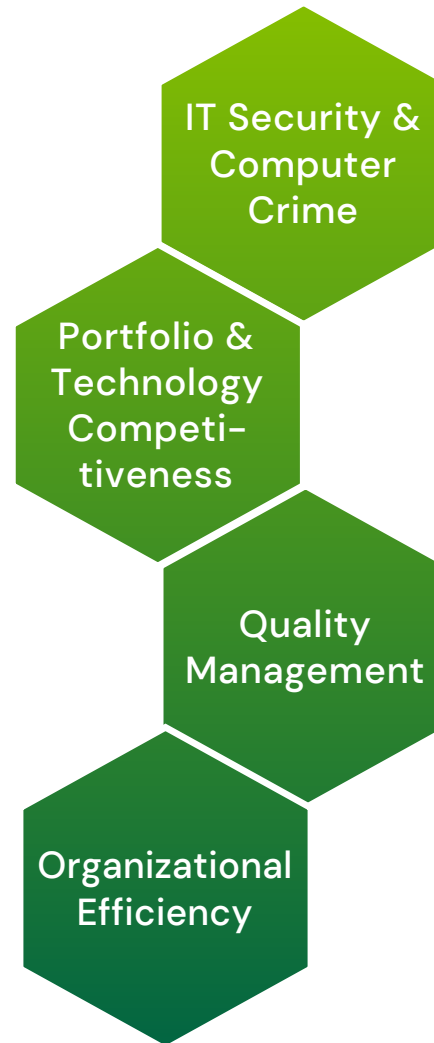 IT Security &
Computer
Crime
Portfolio &
Technology
Competi-
tiveness
Quality
Management
Organizational
Efficiency